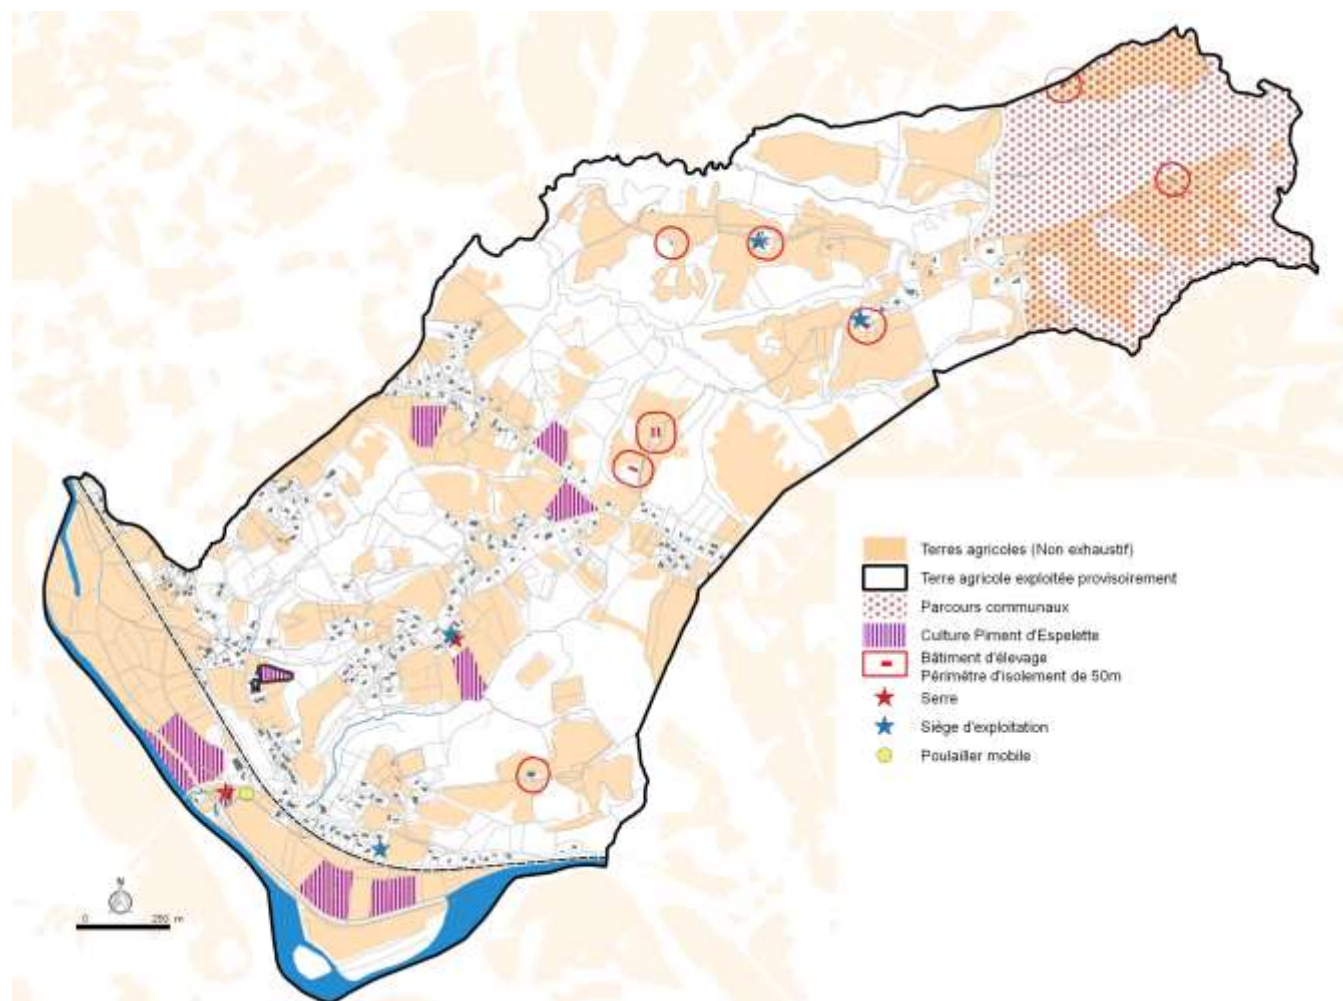 Terres agricoles (Non exhaustif)
Terre agricole exploitée provisoirement
Parcours communaux
Culture Piment d'Espelette
Bâtiment d'élevage
Périmètre d'isolement de 50m
Serre
Siège d'exploitation
Poulailler mobile
N
0 250 m